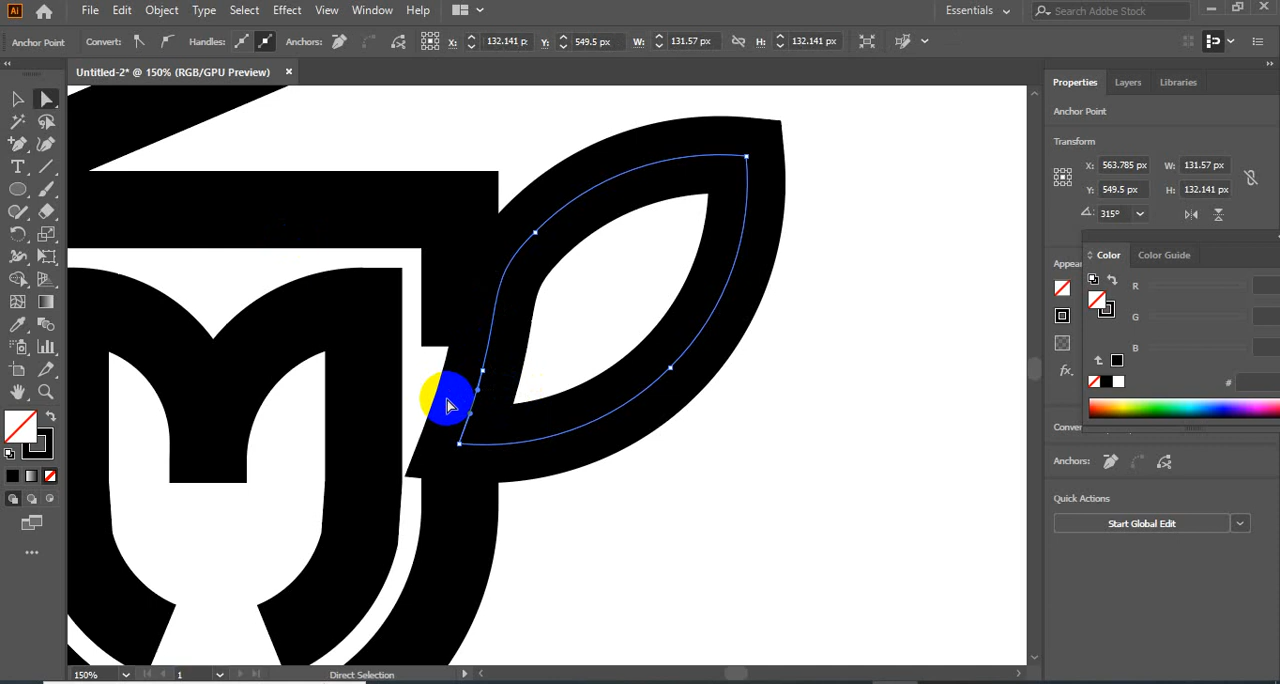 Ai File Edit Object Type Select Effect View Window Help Essentials Search Adobe Stock
Anchor Point Convert: Handles: Anchors: X: 132.141 p: Y: 549.5 px W: 131.57 px H: 132.141 px
Untitled-2* @ 150% (RGB/GPU Preview) ×
Properties Layers Libraries
Anchor Point
Transform
X: 563.785 px W: 131.57 px
Y: 549.5 px H: 132.141 px
315°
Color Color Guide
Appea
R
G
B
fx
#
Conve
Anchors:
Quick Actions
Start Global Edit
150% 1 Direct Selection